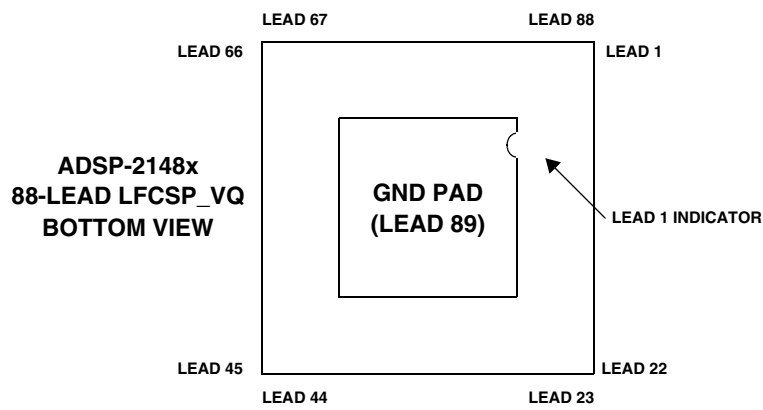 LEAD 67
LEAD 88
LEAD 66
LEAD 1
ADSP-2148x
88-LEAD LFCSP_VQ
BOTTOM VIEW
GND PAD
(LEAD 89)
LEAD 1 INDICATOR
LEAD 45
LEAD 22
LEAD 44
LEAD 23